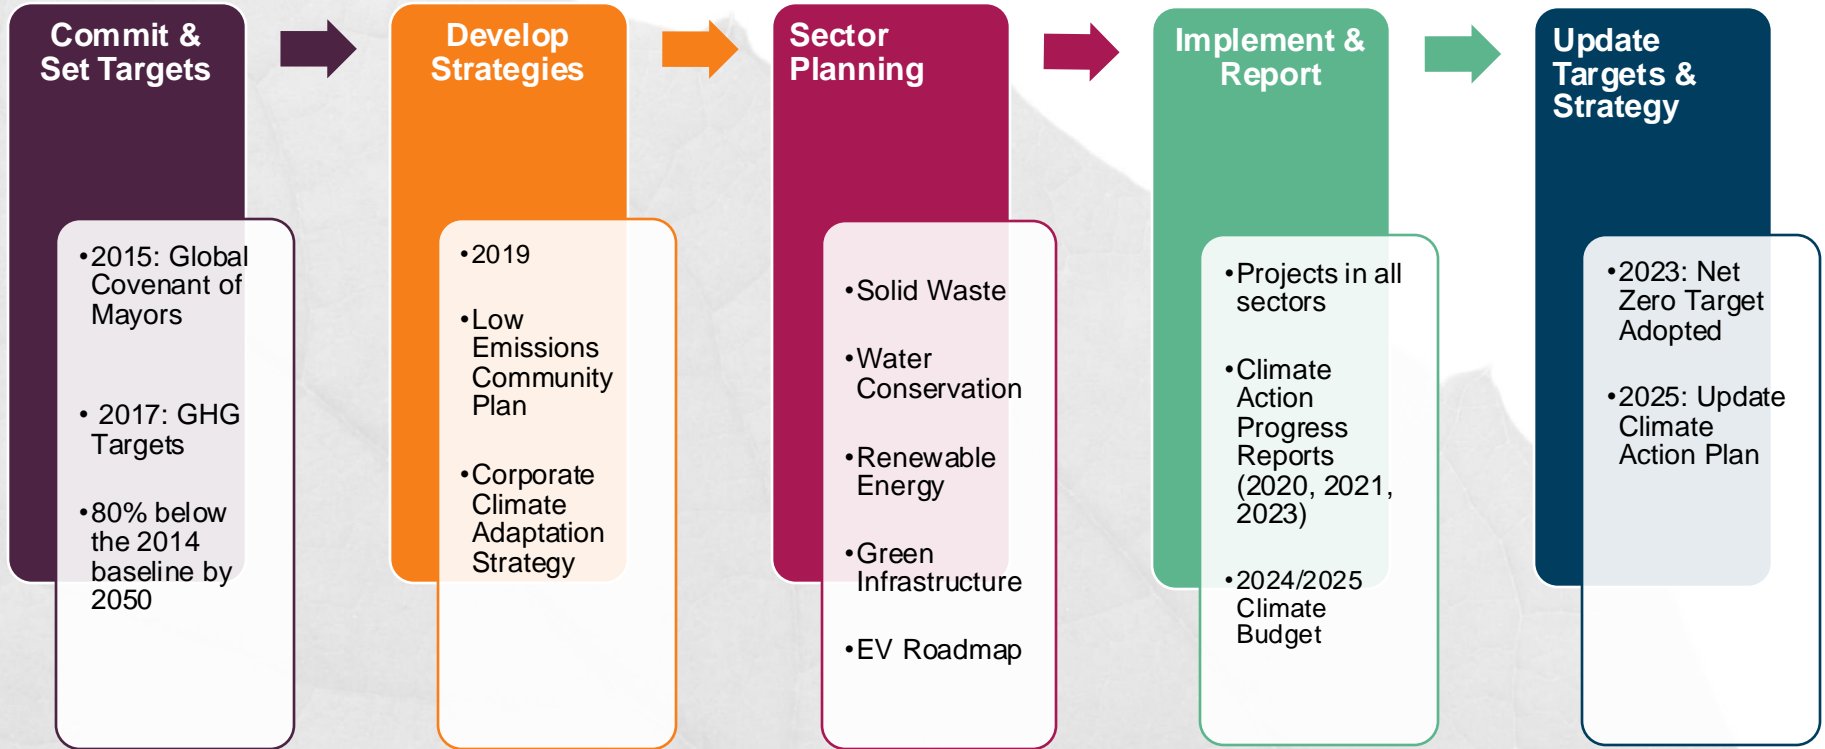 Commit &
Set Targets
•2015: Global
Covenant of
Mayors
• 2017: GHG
Targets
•80% below
the 2014
baseline by
2050
Develop
Strategies
•2019
•Low
Emissions
Community
Plan
•Corporate
Climate
Adaptation
Strategy
Sector
Planning
•Solid Waste
•Water
Conservation
•Renewable
Energy
•Green
Infrastructure
•EV Roadmap
Implement &
Report
•Projects in all
sectors
•Climate
Action
Progress
Reports
(2020, 2021,
2023)
•2024/2025
Climate
Budget
Update
Targets &
Strategy
•2023: Net
Zero Target
Adopted
•2025: Update
Climate
Action Plan